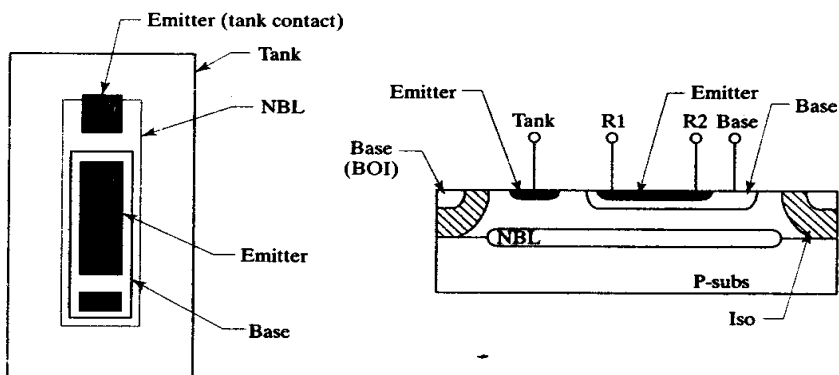 Emitter (tank contact)
Tank
NBL
Emitter
Base
Emitter
Emitter
Base
Tank
R1
R2
Base
Base
(BOI)
NBL
P-subs
Iso